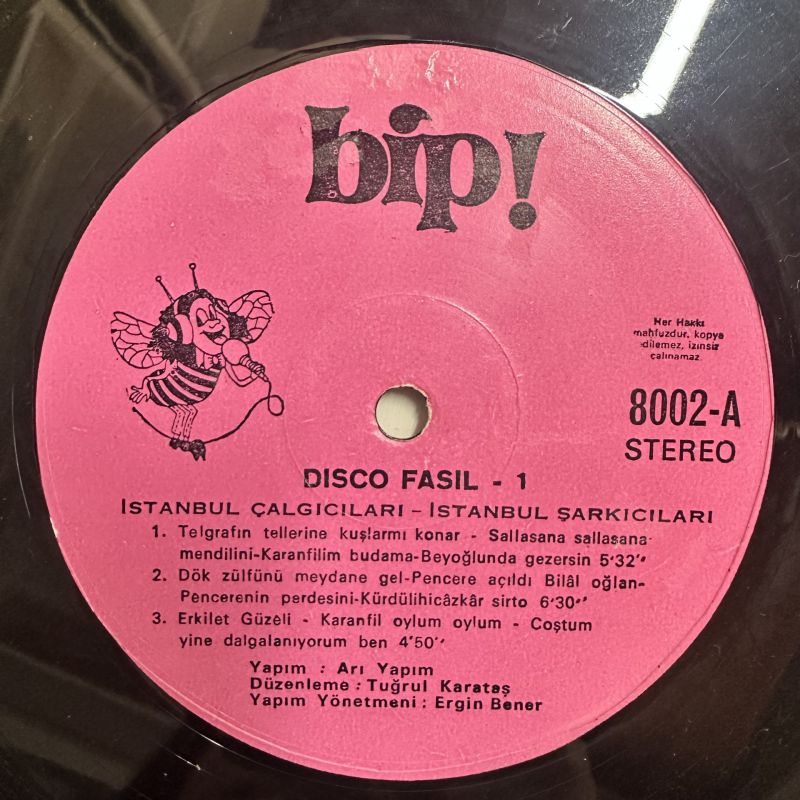 bip!
Her Hakkı
mahfuzdur, kopya
edilemez, izinsiz
çalınamaz.
8002-A
STEREO
DISCO FASIL - 1
İSTANBUL ÇALGICILARI - İSTANBUL ŞARKICILARI
1. Telgrafın tellerine kuşlarmı konar - Sallasana sallasana
mendilini-Karanfilim budama-Beyoğlunda gezersin 5'32''
2. Dök zülfünü meydane gel-Pencere açıldı Bilâl oğlan-
Pencerenin perdesini-Kürdülihicâzkâr sirto 6'30''
3. Erkilet Güzeli - Karanfil oylum oylum - Coştum
yine dalgalanıyorum ben 4'50''
Yapım : Arı Yapım
Düzenleme : Tuğrul Karataş
Yapım Yönetmeni : Ergin Bener